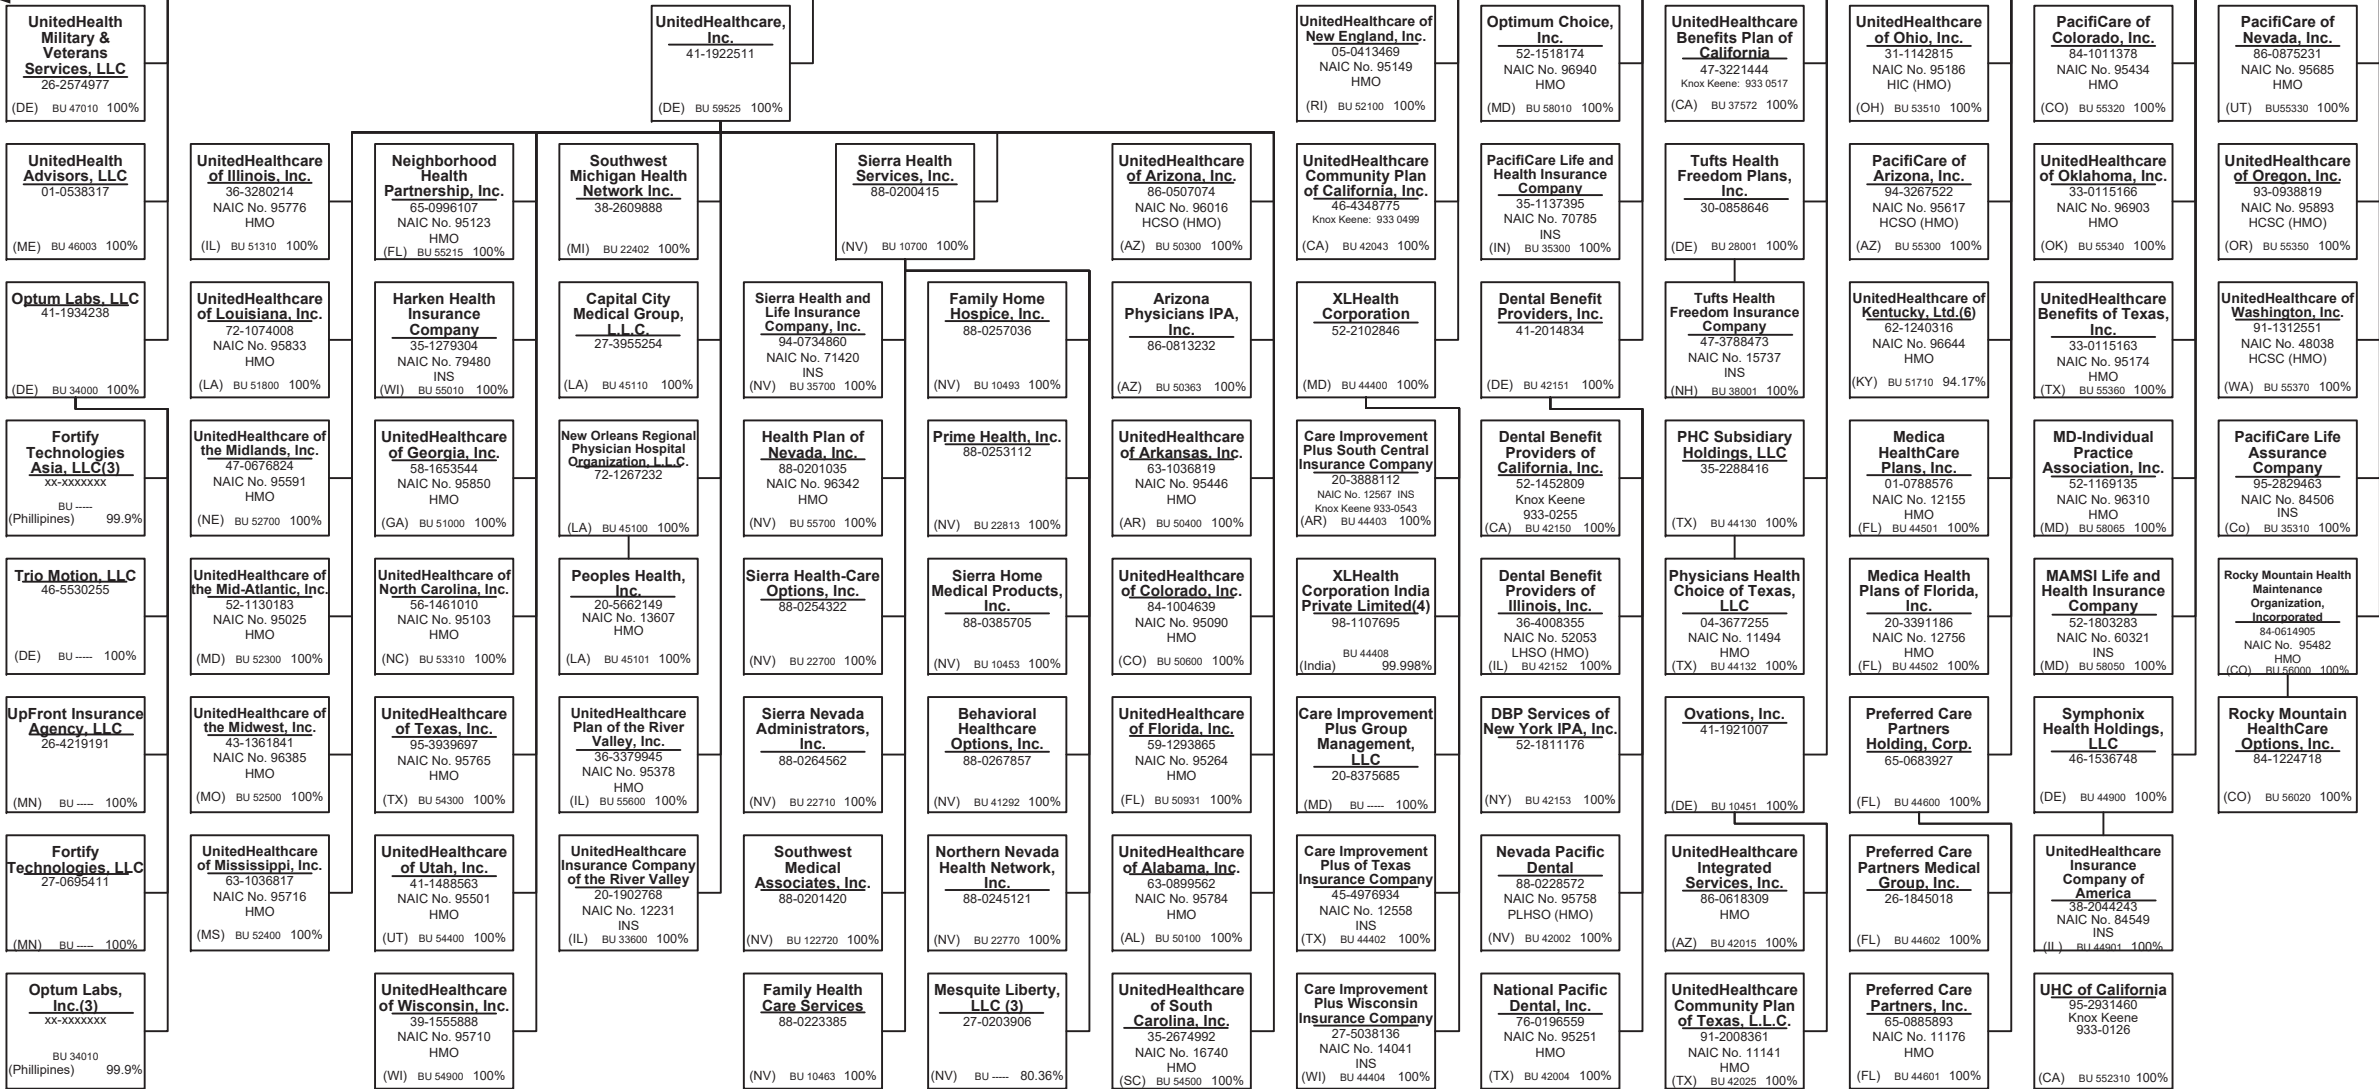 UnitedHealth
Military &
Veterans
Services, LLC
26-2574977
(DE) BU 47010 100%
UnitedHealthcare,
Inc.
41-1922511
(DE) BU 59525 100%
UnitedHealthcare of
New England, Inc.
05-0413469
NAIC No. 95149
HMO
(RI) BU 52100 100%
Optimum Choice,
Inc.
52-1518174
NAIC No. 96940
HMO
(MD) BU 58010 100%
UnitedHealthcare
Benefits Plan of
California
47-3221444
Knox Keene: 933 0517
(CA) BU 37572 100%
UnitedHealthcare
of Ohio, Inc.
31-1142815
NAIC No. 95186
HIC (HMO)
(OH) BU 53510 100%
PacifiCare of
Colorado, Inc.
84-1011378
NAIC No. 95434
HMO
(CO) BU 55320 100%
PacifiCare of
Nevada, Inc.
86-0875231
NAIC No. 95685
HMO
(UT) BU55330 100%
UnitedHealth
Advisors, LLC
01-0538317
(ME) BU 46003 100%
UnitedHealthcare
of Illinois, Inc.
36-3280214
NAIC No. 95776
HMO
(IL) BU 51310 100%
Neighborhood
Health
Partnership, Inc.
65-0996107
NAIC No. 95123
HMO
(FL) BU 55215 100%
Southwest
Michigan Health
Network Inc.
38-2609888
(MI) BU 22402 100%
Sierra Health
Services, Inc.
88-0200415
(NV) BU 10700 100%
UnitedHealthcare
of Arizona, Inc.
86-0507074
NAIC No. 96016
HCSO (HMO)
(AZ) BU 50300 100%
UnitedHealthcare
Community Plan
of California, Inc.
46-4348775
Knox Keene: 933 0499
(CA) BU 42043 100%
PacifiCare Life and
Health Insurance
Company
35-1137395
NAIC No. 70785
INS
(IN) BU 35300 100%
Tufts Health
Freedom Plans,
Inc.
30-0858646
(DE) BU 28001 100%
PacifiCare of
Arizona, Inc.
94-3267522
NAIC No. 95617
HCSO (HMO)
(AZ) BU 55300 100%
UnitedHealthcare
of Oklahoma, Inc.
33-0115166
NAIC No. 96903
HMO
(OK) BU 55340 100%
UnitedHealthcare
of Oregon, Inc.
93-0938819
NAIC No. 95893
HCSC (HMO)
(OR) BU 55350 100%
Optum Labs, LLC
41-1934238
(DE) BU 34000 100%
UnitedHealthcare
of Louisiana, Inc.
72-1074008
NAIC No. 95833
HMO
(LA) BU 51800 100%
Harken Health
Insurance
Company
35-1279304
NAIC No. 79480
INS
(WI) BU 55010 100%
Capital City
Medical Group,
L.L.C.
27-3955254
(LA) BU 45110 100%
Sierra Health and
Life Insurance
Company, Inc.
94-0734860
NAIC No. 71420
INS
(NV) BU 35700 100%
Family Home
Hospice, Inc.
88-0257036
(NV) BU 10493 100%
Arizona
Physicians IPA,
Inc.
86-0813232
(AZ) BU 50363 100%
XLHealth
Corporation
52-2102846
(MD) BU 44400 100%
Dental Benefit
Providers, Inc.
41-2014834
(DE) BU 42151 100%
Tufts Health
Freedom Insurance
Company
47-3788473
NAIC No. 15737
INS
(NH) BU 38001 100%
UnitedHealthcare of
Kentucky, Ltd.(6)
62-1240316
NAIC No. 96644
HMO
(KY) BU 51710 94.17%
UnitedHealthcare
Benefits of Texas,
Inc.
33-0115163
NAIC No. 95174
HMO
(TX) BU 55360 100%
UnitedHealthcare of
Washington, Inc.
91-1312551
NAIC No. 48038
HCSC (HMO)
(WA) BU 55370 100%
Fortify
Technologies
Asia, LLC(3)
xx-xxxxxxx
BU -----
(Phillipines) 99.9%
UnitedHealthcare of
the Midlands, Inc.
47-0676824
NAIC No. 95591
HMO
(NE) BU 52700 100%
UnitedHealthcare
of Georgia, Inc.
58-1653544
NAIC No. 95850
HMO
(GA) BU 51000 100%
New Orleans Regional
Physician Hospital
Organization, L.L.C.
72-1267232
(LA) BU 45100 100%
Health Plan of
Nevada, Inc.
88-0201035
NAIC No. 96342
HMO
(NV) BU 55700 100%
Prime Health, Inc.
88-0253112
(NV) BU 22813 100%
UnitedHealthcare
of Arkansas, Inc.
63-1036819
NAIC No. 95446
HMO
(AR) BU 50400 100%
Care Improvement
Plus South Central
Insurance Company
20-3888112
NAIC No. 12567 INS
Knox Keene 933-0543
(AR) BU 44403 100%
Dental Benefit
Providers of
California, Inc.
52-1452809
Knox Keene
933-0255
(CA) BU 42150 100%
PHC Subsidiary
Holdings, LLC
35-2288416
(TX) BU 44130 100%
Medica
HealthCare
Plans, Inc.
01-0788576
NAIC No. 12155
HMO
(FL) BU 44501 100%
MD-Individual
Practice
Association, Inc.
52-1169135
NAIC No. 96310
HMO
(MD) BU 58065 100%
PacifiCare Life
Assurance
Company
95-2829463
NAIC No. 84506
INS
(Co) BU 35310 100%
Trio Motion, LLC
46-5530255
(DE) BU ----- 100%
UnitedHealthcare of
the Mid-Atlantic, Inc.
52-1130183
NAIC No. 95025
HMO
(MD) BU 52300 100%
UnitedHealthcare of
North Carolina, Inc.
56-1461010
NAIC No. 95103
HMO
(NC) BU 53310 100%
Peoples Health,
Inc.
20-5662149
NAIC No. 13607
HMO
(LA) BU 45101 100%
Sierra Health-Care
Options, Inc.
88-0254322
(NV) BU 22700 100%
Sierra Home
Medical Products,
Inc.
88-0385705
(NV) BU 10453 100%
UnitedHealthcare
of Colorado, Inc.
84-1004639
NAIC No. 95090
HMO
(CO) BU 50600 100%
XLHealth
Corporation India
Private Limited(4)
98-1107695
BU 44408
(India) 99.998%
Dental Benefit
Providers of
Illinois, Inc.
36-4008355
NAIC No. 52053
LHSO (HMO)
(IL) BU 42152 100%
Physicians Health
Choice of Texas,
LLC
04-3677255
NAIC No. 11494
HMO
(TX) BU 44132 100%
Medica Health
Plans of Florida,
Inc.
20-3391186
NAIC No. 12756
HMO
(FL) BU 44502 100%
MAMSI Life and
Health Insurance
Company
52-1803283
NAIC No. 60321
INS
(MD) BU 58050 100%
Rocky Mountain Health
Maintenance
Organization,
Incorporated
84-0614905
NAIC No. 95482
HMO
(CO) BU 56000 100%
UpFront Insurance
Agency, LLC
26-4219191
(MN) BU ----- 100%
UnitedHealthcare of
the Midwest, Inc.
43-1361841
NAIC No. 96385
HMO
(MO) BU 52500 100%
UnitedHealthcare
of Texas, Inc.
95-3939697
NAIC No. 95765
HMO
(TX) BU 54300 100%
UnitedHealthcare
Plan of the River
Valley, Inc.
36-3379945
NAIC No. 95378
HMO
(IL) BU 55600 100%
Sierra Nevada
Administrators,
Inc.
88-0264562
(NV) BU 22710 100%
Behavioral
Healthcare
Options, Inc.
88-0267857
(NV) BU 41292 100%
UnitedHealthcare
of Florida, Inc.
59-1293865
NAIC No. 95264
HMO
(FL) BU 50931 100%
Care Improvement
Plus Group
Management,
LLC
20-8375685
(MD) BU ----- 100%
DBP Services of
New York IPA, Inc.
52-1811176
(NY) BU 42153 100%
Ovations, Inc.
41-1921007
(DE) BU 10451 100%
Preferred Care
Partners
Holding, Corp.
65-0683927
(FL) BU 44600 100%
Symphonix
Health Holdings,
LLC
46-1536748
(DE) BU 44900 100%
Rocky Mountain
HealthCare
Options, Inc.
84-1224718
(CO) BU 56020 100%
Fortify
Technologies, LLC
27-0695411
(MN) BU ----- 100%
UnitedHealthcare
of Mississippi, Inc.
63-1036817
NAIC No. 95716
HMO
(MS) BU 52400 100%
UnitedHealthcare
of Utah, Inc.
41-1488563
NAIC No. 95501
HMO
(UT) BU 54400 100%
UnitedHealthcare
Insurance Company
of the River Valley
20-1902768
NAIC No. 12231
INS
(IL) BU 33600 100%
Southwest
Medical
Associates, Inc.
88-0201420
(NV) BU 122720 100%
Northern Nevada
Health Network,
Inc.
88-0245121
(NV) BU 22770 100%
UnitedHealthcare
of Alabama, Inc.
63-0899562
NAIC No. 95784
HMO
(AL) BU 50100 100%
Care Improvement
Plus of Texas
Insurance Company
45-4976934
NAIC No. 12558
INS
(TX) BU 44402 100%
Nevada Pacific
Dental
88-0228572
NAIC No. 95758
PLHSO (HMO)
(NV) BU 42002 100%
UnitedHealthcare
Integrated
Services, Inc.
86-0618309
HMO
(AZ) BU 42015 100%
Preferred Care
Partners Medical
Group, Inc.
26-1845018
(FL) BU 44602 100%
UnitedHealthcare
Insurance
Company of
America
38-2044243
NAIC No. 84549
INS
(IL) BU 44901 100%
Optum Labs,
Inc.(3)
xx-xxxxxxx
BU 34010
(Phillipines) 99.9%
UnitedHealthcare
of Wisconsin, Inc.
39-1555888
NAIC No. 95710
HMO
(WI) BU 54900 100%
Family Health
Care Services
88-0223385
(NV) BU 10463 100%
Mesquite Liberty,
LLC (3)
27-0203906
(NV) BU ----- 80.36%
UnitedHealthcare
of South
Carolina, Inc.
35-2674992
NAIC No. 16740
HMO
(SC) BU 54500 100%
Care Improvement
Plus Wisconsin
Insurance Company
27-5038136
NAIC No. 14041
INS
(WI) BU 44404 100%
National Pacific
Dental, Inc.
76-0196559
NAIC No. 95251
HMO
(TX) BU 42004 100%
UnitedHealthcare
Community Plan
of Texas, L.L.C.
91-2008361
NAIC No. 11141
HMO
(TX) BU 42025 100%
Preferred Care
Partners, Inc.
65-0885893
NAIC No. 11176
HMO
(FL) BU 44601 100%
UHC of California
95-2931460
Knox Keene
933-0126
(CA) BU 552310 100%